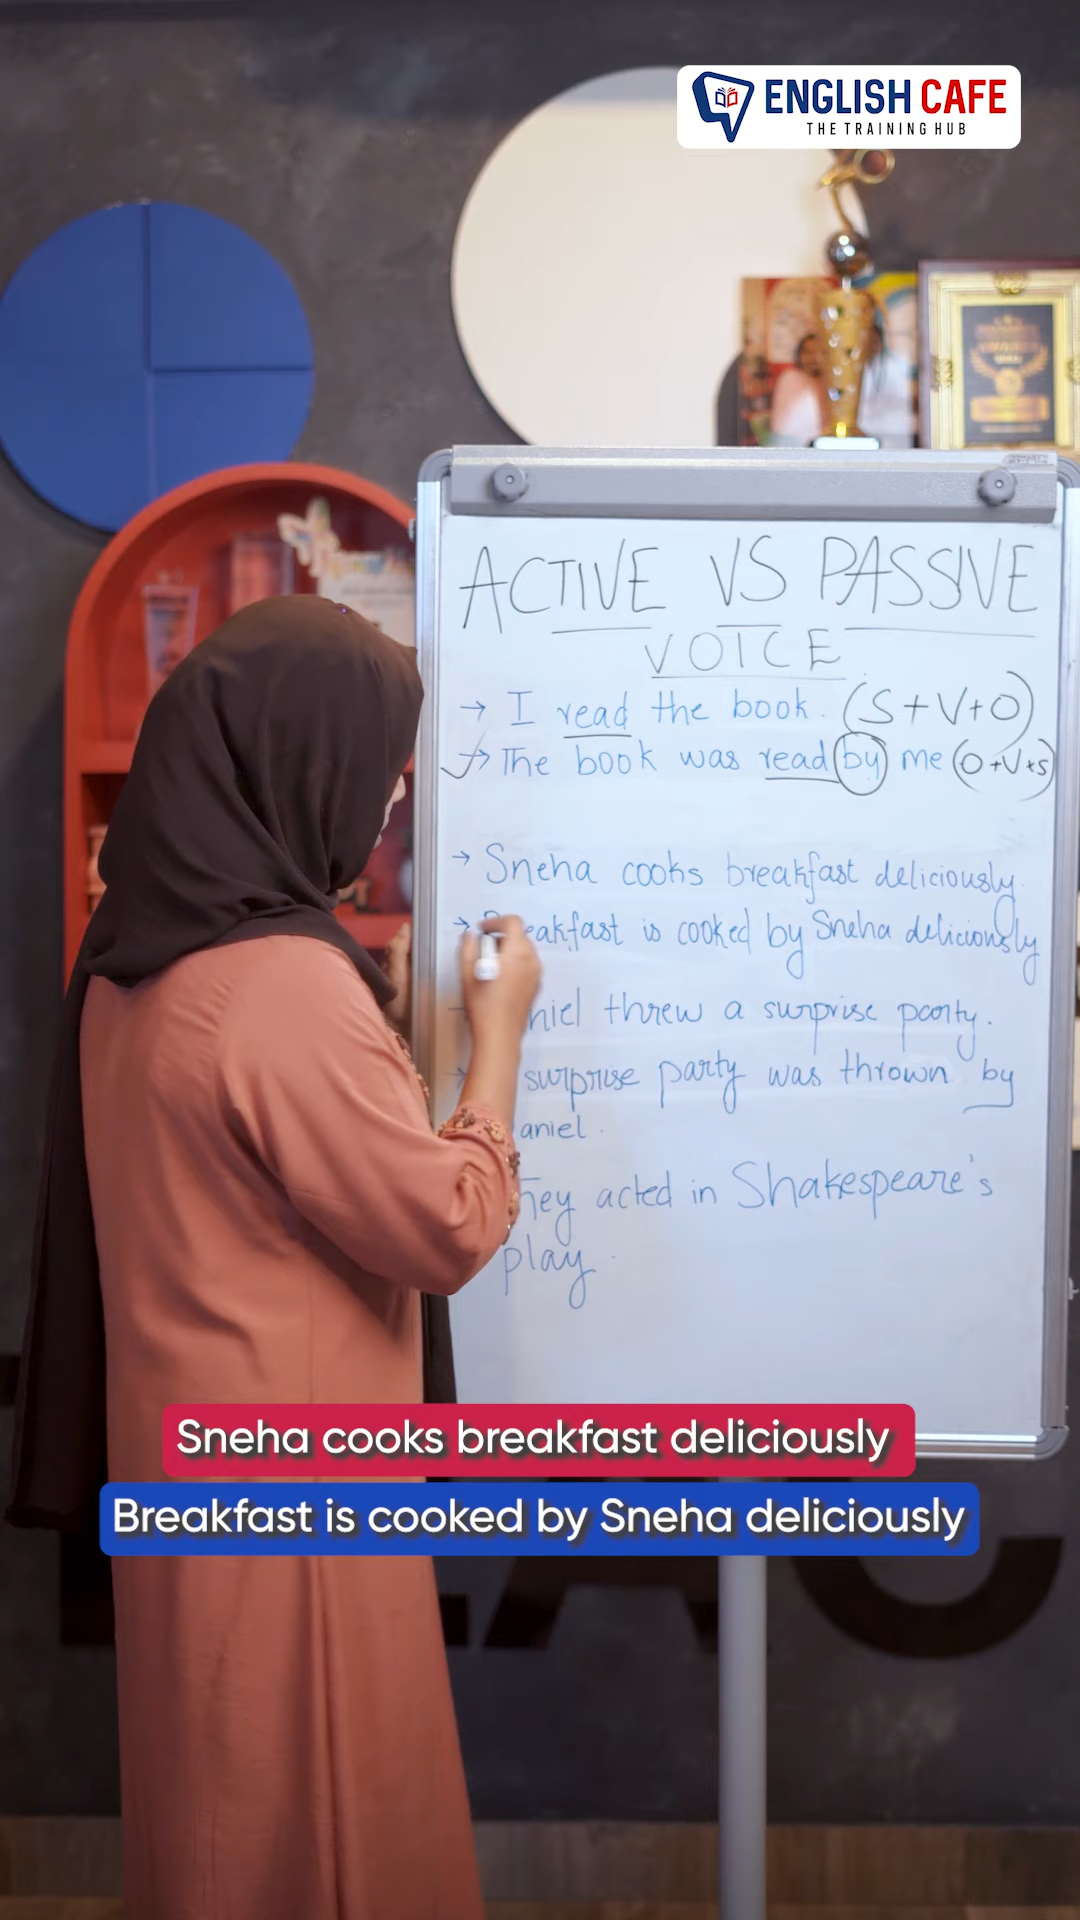 ENGLISH CAFE
THE TRAINING HUB
ACTIVE VS PASSIVE
VOICE
→ I read the book. (S+V+O)
→ The book was read by me (O+V+S)
→ Sneha cooks breakfast deliciously.
→ eakfast is cooked by Sneha deliciously
niel threw a surprise party.
→ surprise party was thrown by
aniel.
hey acted in Shakespeare's
play.
Sneha cooks breakfast deliciously
Breakfast is cooked by Sneha deliciously